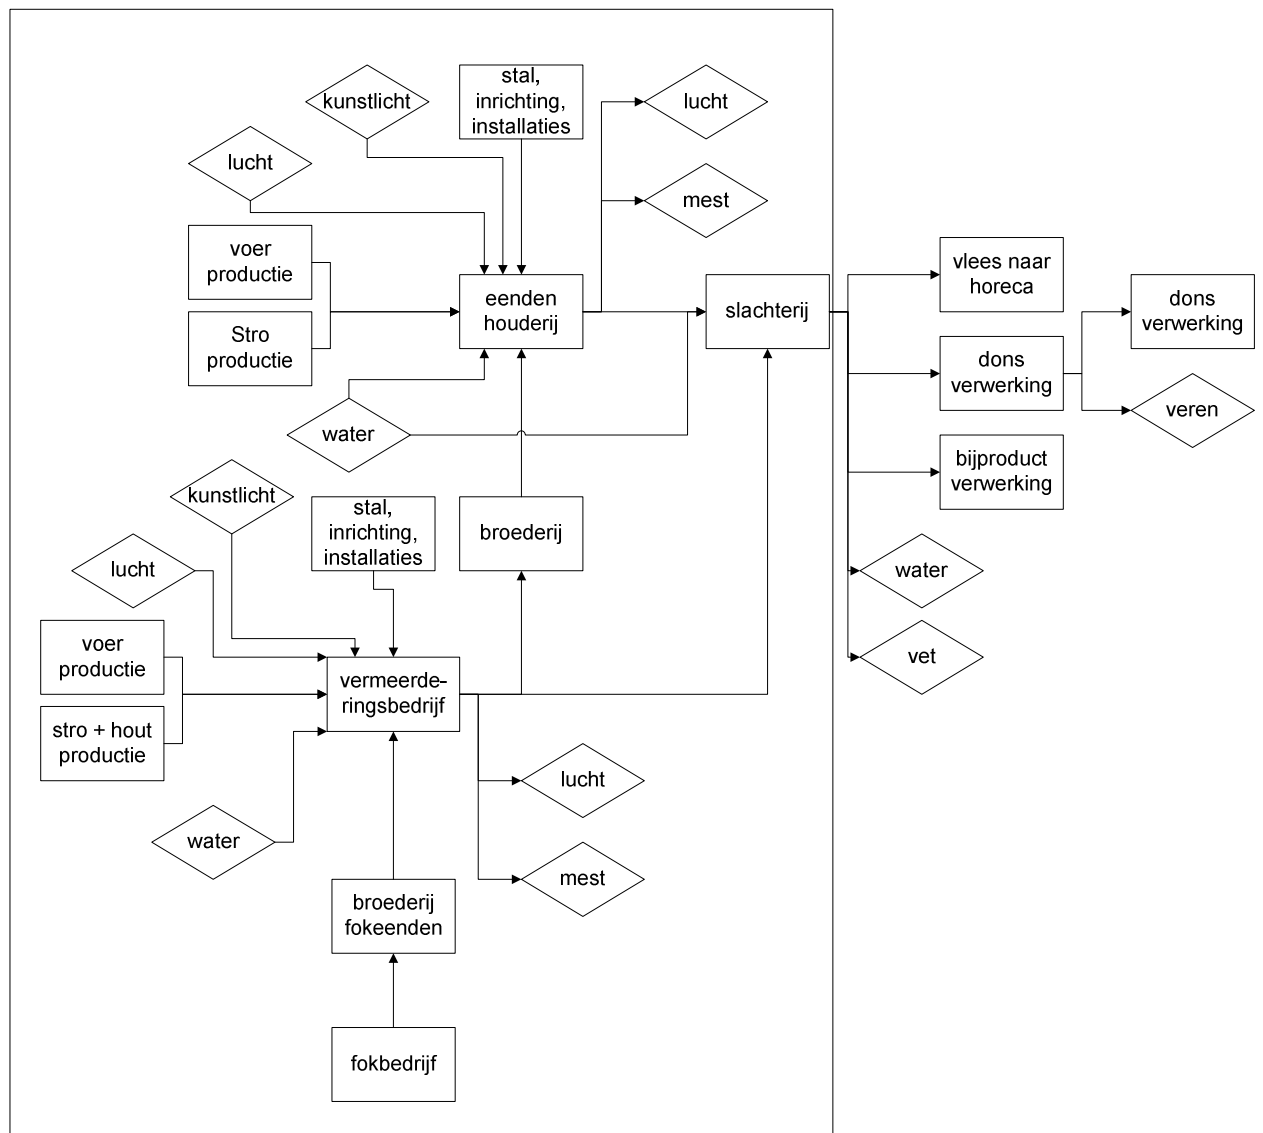 kunstlicht
stal,
inrichting,
installaties
lucht
lucht
mest
voer
productie
Stro
productie
eenden
houderij
slachterij
vlees naar
horeca
dons
verwerking
dons
verwerking
veren
water
bijproduct
verwerking
kunstlicht
stal,
inrichting,
installaties
broederij
lucht
water
voer
productie
vermeerde-
ringsbedrijf
vet
stro + hout
productie
lucht
water
mest
broederij
fokeenden
fokbedrijf